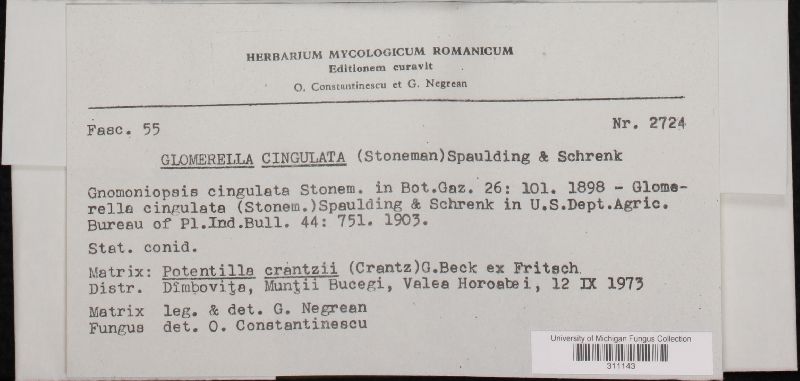 HERBARIUM MYCOLOGICUM ROMANICUM
Editionem curavit
O. Constantinescu et G. Negrean
Fasc. 55
Nr. 2724
GLOMERELLA CINGULATA (Stoneman)Spaulding & Schrenk
Gnomoniopsis cingulata Stonem. in Bot.Gaz. 26: 101. 1898 - Glome-
rella cingulata (Stonem.)Spaulding & Schrenk in U.S.Dept.Agric.
Bureau of Pl.Ind.Bull. 44: 751. 1903.
Stat. conid.
Matrix: Potentilla crantzii (Crantz)G.Beck ex Fritsch
Distr. Dîmboviţa, Munţii Bucegi, Valea Horoabei, 12 IX 1973
Matrix leg. & det. G. Negrean
Fungus det. O. Constantinescu
University of Michigan Fungus Collection
311143